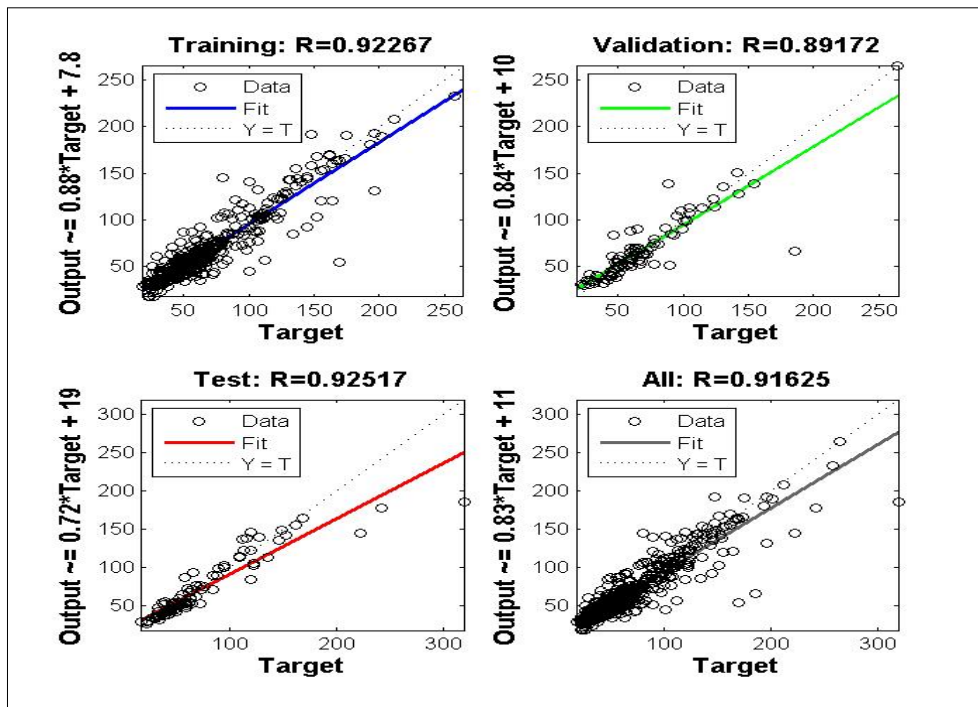 Training: R=0.92267
Output ~= 0.88*Target + 7.8
250
200
150
100
50
Data
Fit
Y = T
50 100 150 200 250
Target
Validation: R=0.89172
Output ~= 0.84*Target + 10
250
200
150
100
50
Data
Fit
Y = T
50 100 150 200 250
Target
Test: R=0.92517
Output ~= 0.72*Target + 19
300
250
200
150
100
50
Data
Fit
Y = T
100 200 300
Target
All: R=0.91625
Output ~= 0.83*Target + 11
300
250
200
150
100
50
Data
Fit
Y = T
100 200 300
Target